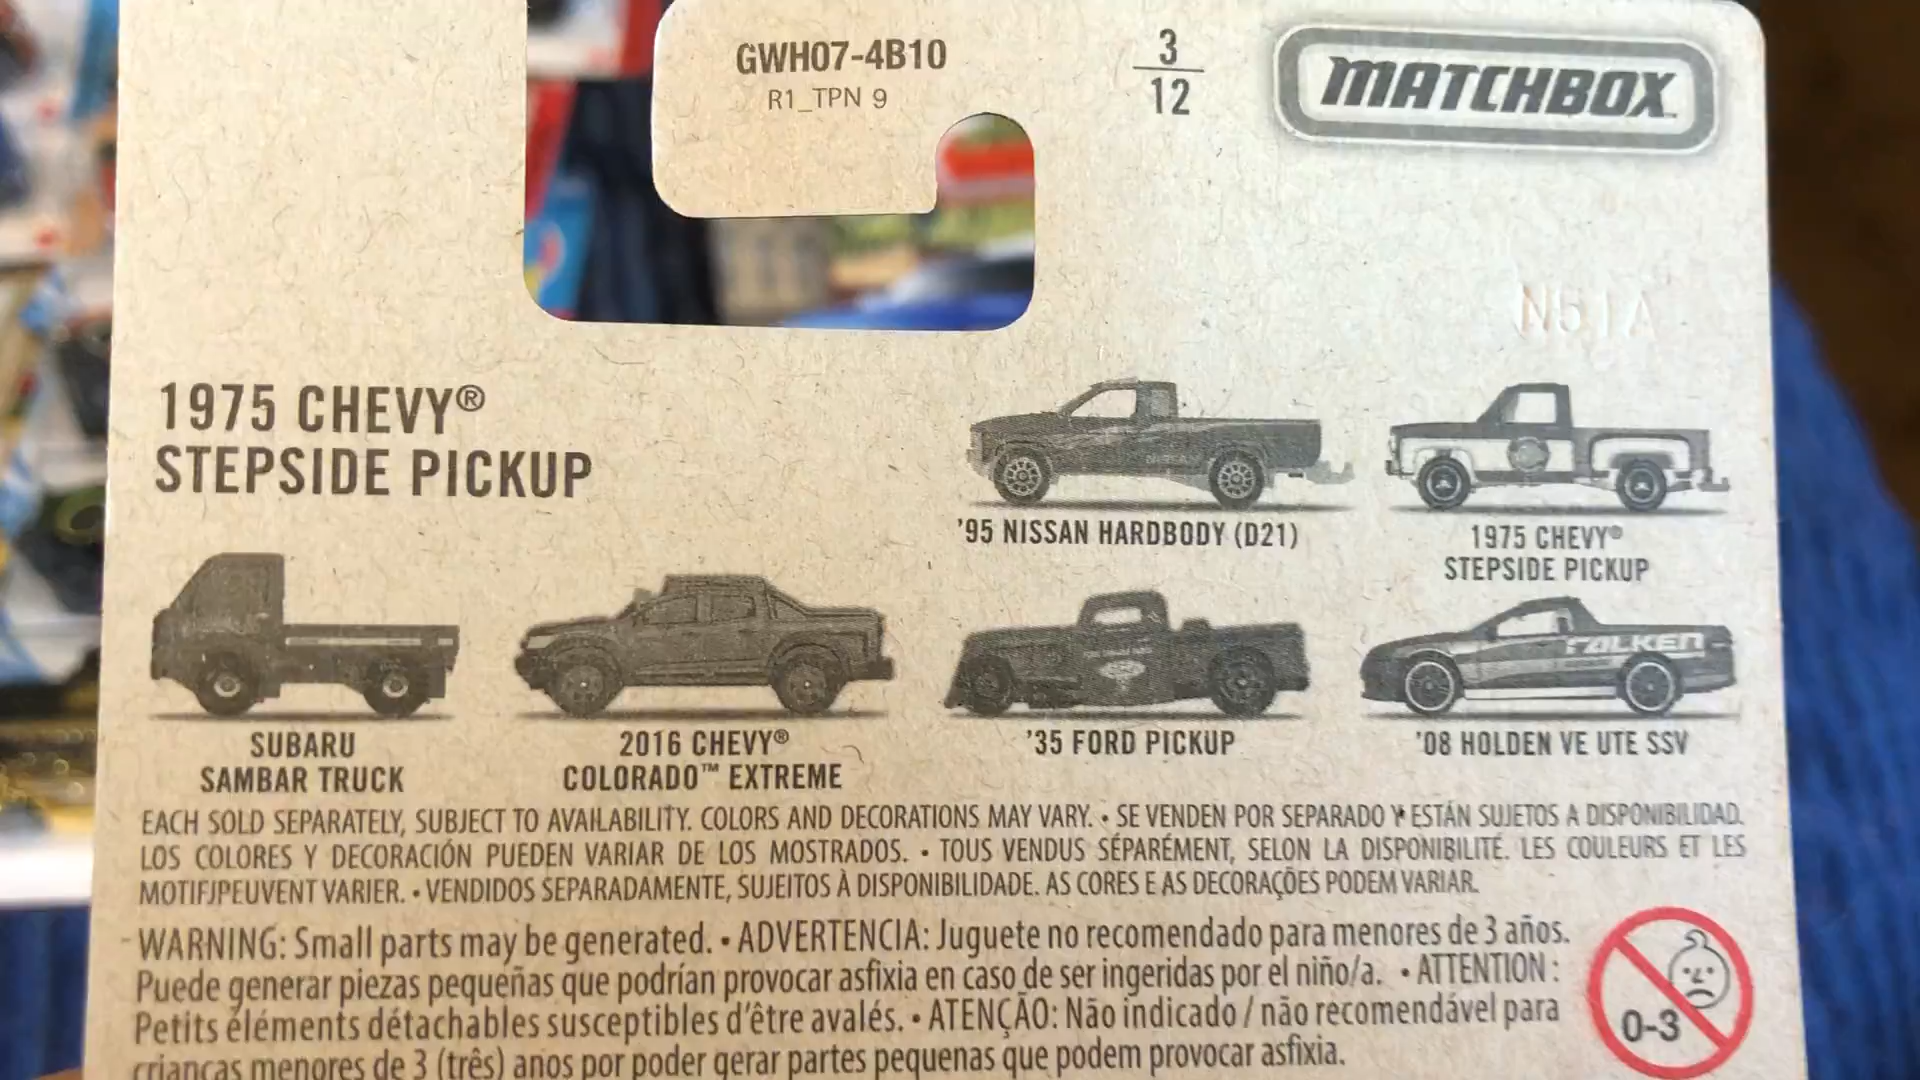 GWH07-4B10
R1_TPN 9
3
12
MATCHBOX
N51A
1975 CHEVY®
STEPSIDE PICKUP
'95 NISSAN HARDBODY (D21)
1975 CHEVY®
STEPSIDE PICKUP
FALKEN
SUBARU
SAMBAR TRUCK
2016 CHEVY®
COLORADO™ EXTREME
'35 FORD PICKUP
'08 HOLDEN VE UTE SSV
EACH SOLD SEPARATELY, SUBJECT TO AVAILABILITY. COLORS AND DECORATIONS MAY VARY. • SE VENDEN POR SEPARADO Y ESTÁN SUJETOS A DISPONIBILIDAD.
LOS COLORES Y DECORACIÓN PUEDEN VARIAR DE LOS MOSTRADOS. • TOUS VENDUS SÉPARÉMENT, SELON LA DISPONIBILITÉ. LES COULEURS ET LES
MOTIFJPEUVENT VARIER. • VENDIDOS SEPARADAMENTE, SUJEITOS À DISPONIBILIDADE. AS CORES E AS DECORAÇÕES PODEM VARIAR.
WARNING: Small parts may be generated. • ADVERTENCIA: Juguete no recomendado para menores de 3 años.
Puede generar piezas pequeñas que podrían provocar asfixia en caso de ser ingeridas por el niño/a. • ATTENTION :
Petits éléments détachables susceptibles d'être avalés. • ATENÇÃO: Não indicado / não recomendável para
crianças menores de 3 (três) anos por poder gerar partes pequenas que podem provocar asfixia.
0-3